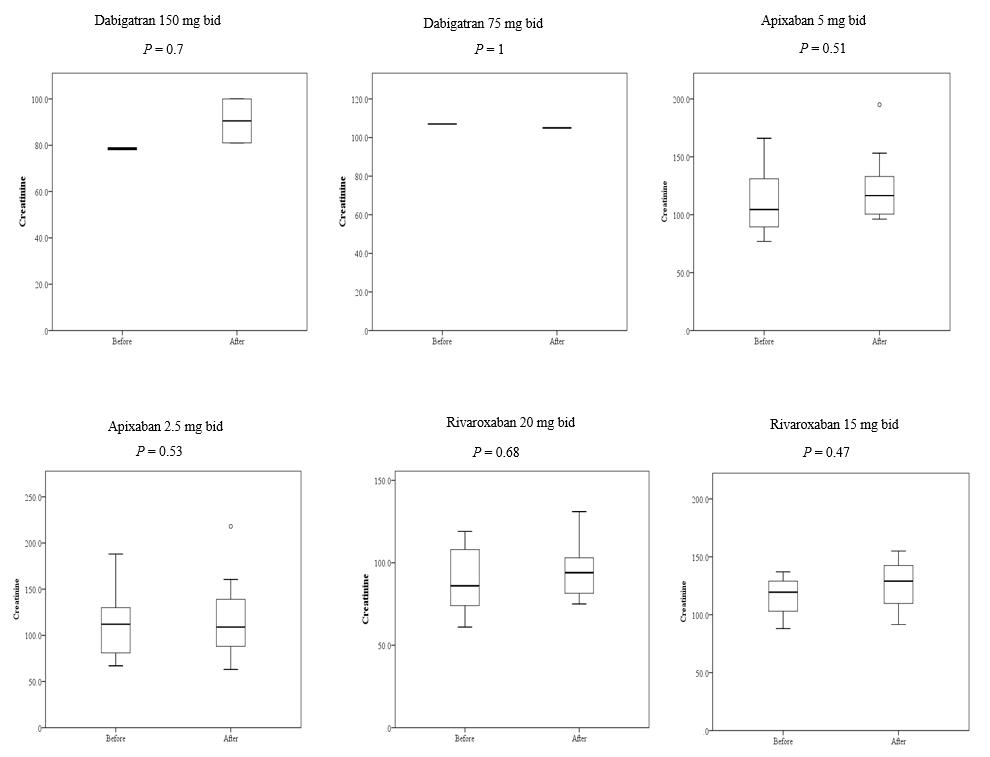 Dabigatran 150 mg bid
P = 0.7
100.0
80.0
60.0
40.0
20.0
.0
Creatinine
Before
After
Dabigatran 75 mg bid
P = 1
120.0
100.0
80.0
60.0
40.0
20.0
.0
Creatinine
Before
After
Apixaban 5 mg bid
P = 0.51
200.0
150.0
100.0
50.0
.0
Creatinine
Before
After
Apixaban 2.5 mg bid
P = 0.53
250.0
200.0
150.0
100.0
50.0
.0
Creatinine
Before
After
Rivaroxaban 20 mg bid
P = 0.68
150.0
100.0
50.0
.0
Creatinine
Before
After
Rivaroxaban 15 mg bid
P = 0.47
200.0
150.0
100.0
50.0
.0
Creatinine
Before
After